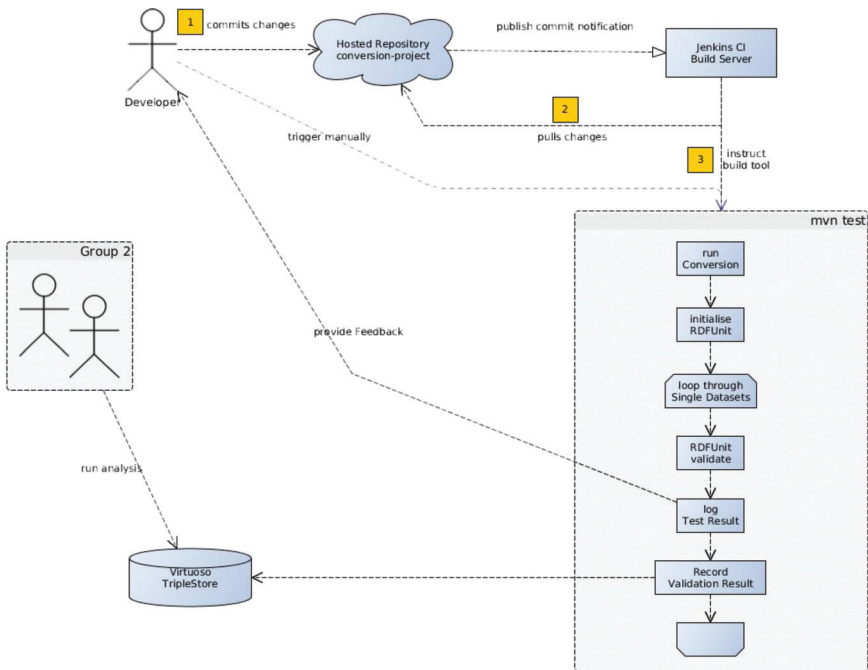 1
commits changes
Developer
Hosted Repository
conversion-project
publish commit notification
Jenkins CI
Build Server
2
pulls changes
trigger manually
3
instruct
build tool
mvn test
Group 2
run
Conversion
initialise
RDFUnit
loop through
Single Datasets
RDFUnit
validate
log
Test Result
Record
Validation Result
provide Feedback
run analysis
Virtuoso
TripleStore